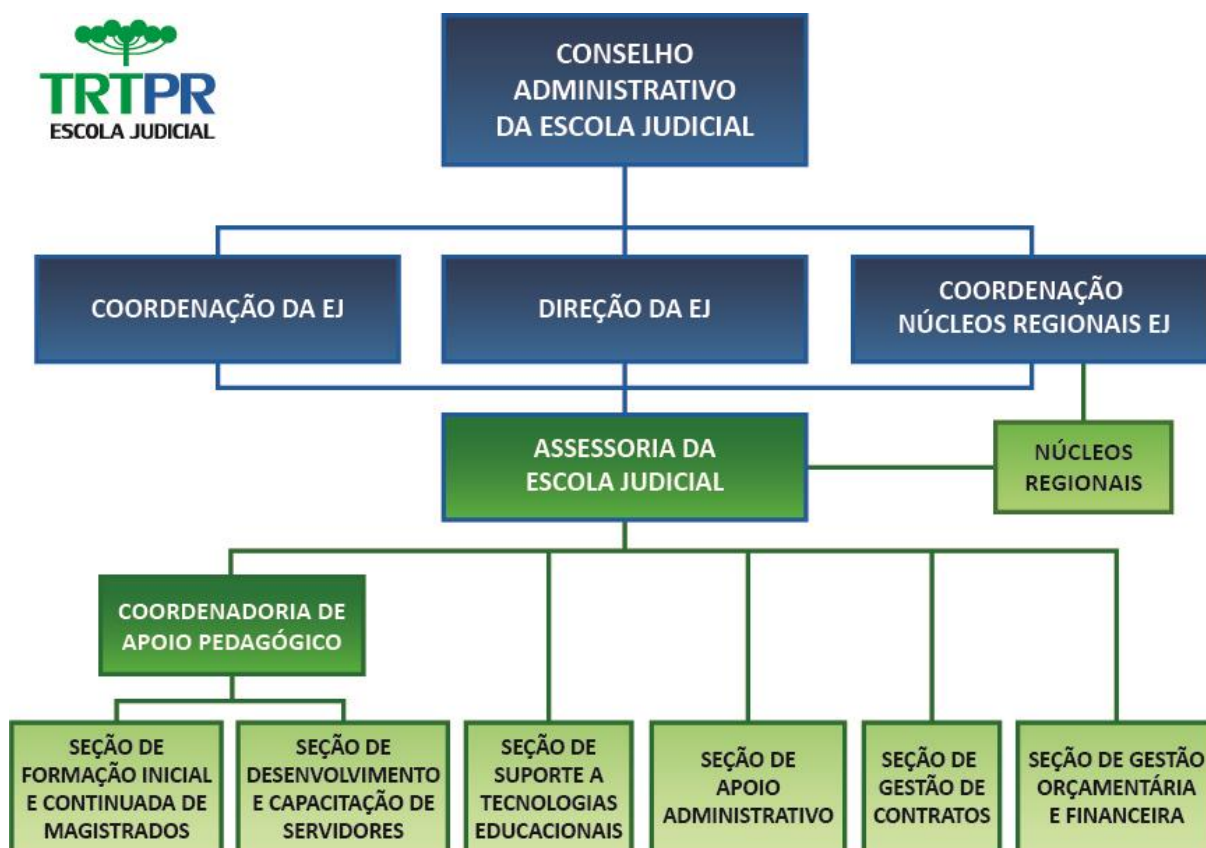 TRTPR
ESCOLA JUDICIAL
CONSELHO
ADMINISTRATIVO
DA ESCOLA JUDICIAL
COORDENAÇÃO DA EJ
DIREÇÃO DA EJ
COORDENAÇÃO
NÚCLEOS REGIONAIS EJ
ASSESSORIA DA
ESCOLA JUDICIAL
NÚCLEOS
REGIONAIS
COORDENADORIA DE
APOIO PEDAGÓGICO
SEÇÃO DE
FORMAÇÃO INICIAL
E CONTINUADA DE
MAGISTRADOS
SEÇÃO DE
DESENVOLVIMENTO
E CAPACITAÇÃO DE
SERVIDORES
SEÇÃO DE
SUPORTE A
TECNOLOGIAS
EDUCACIONAIS
SEÇÃO DE
APOIO
ADMINISTRATIVO
SEÇÃO DE
GESTÃO DE
CONTRATOS
SEÇÃO DE GESTÃO
ORÇAMENTÁRIA
E FINANCEIRA